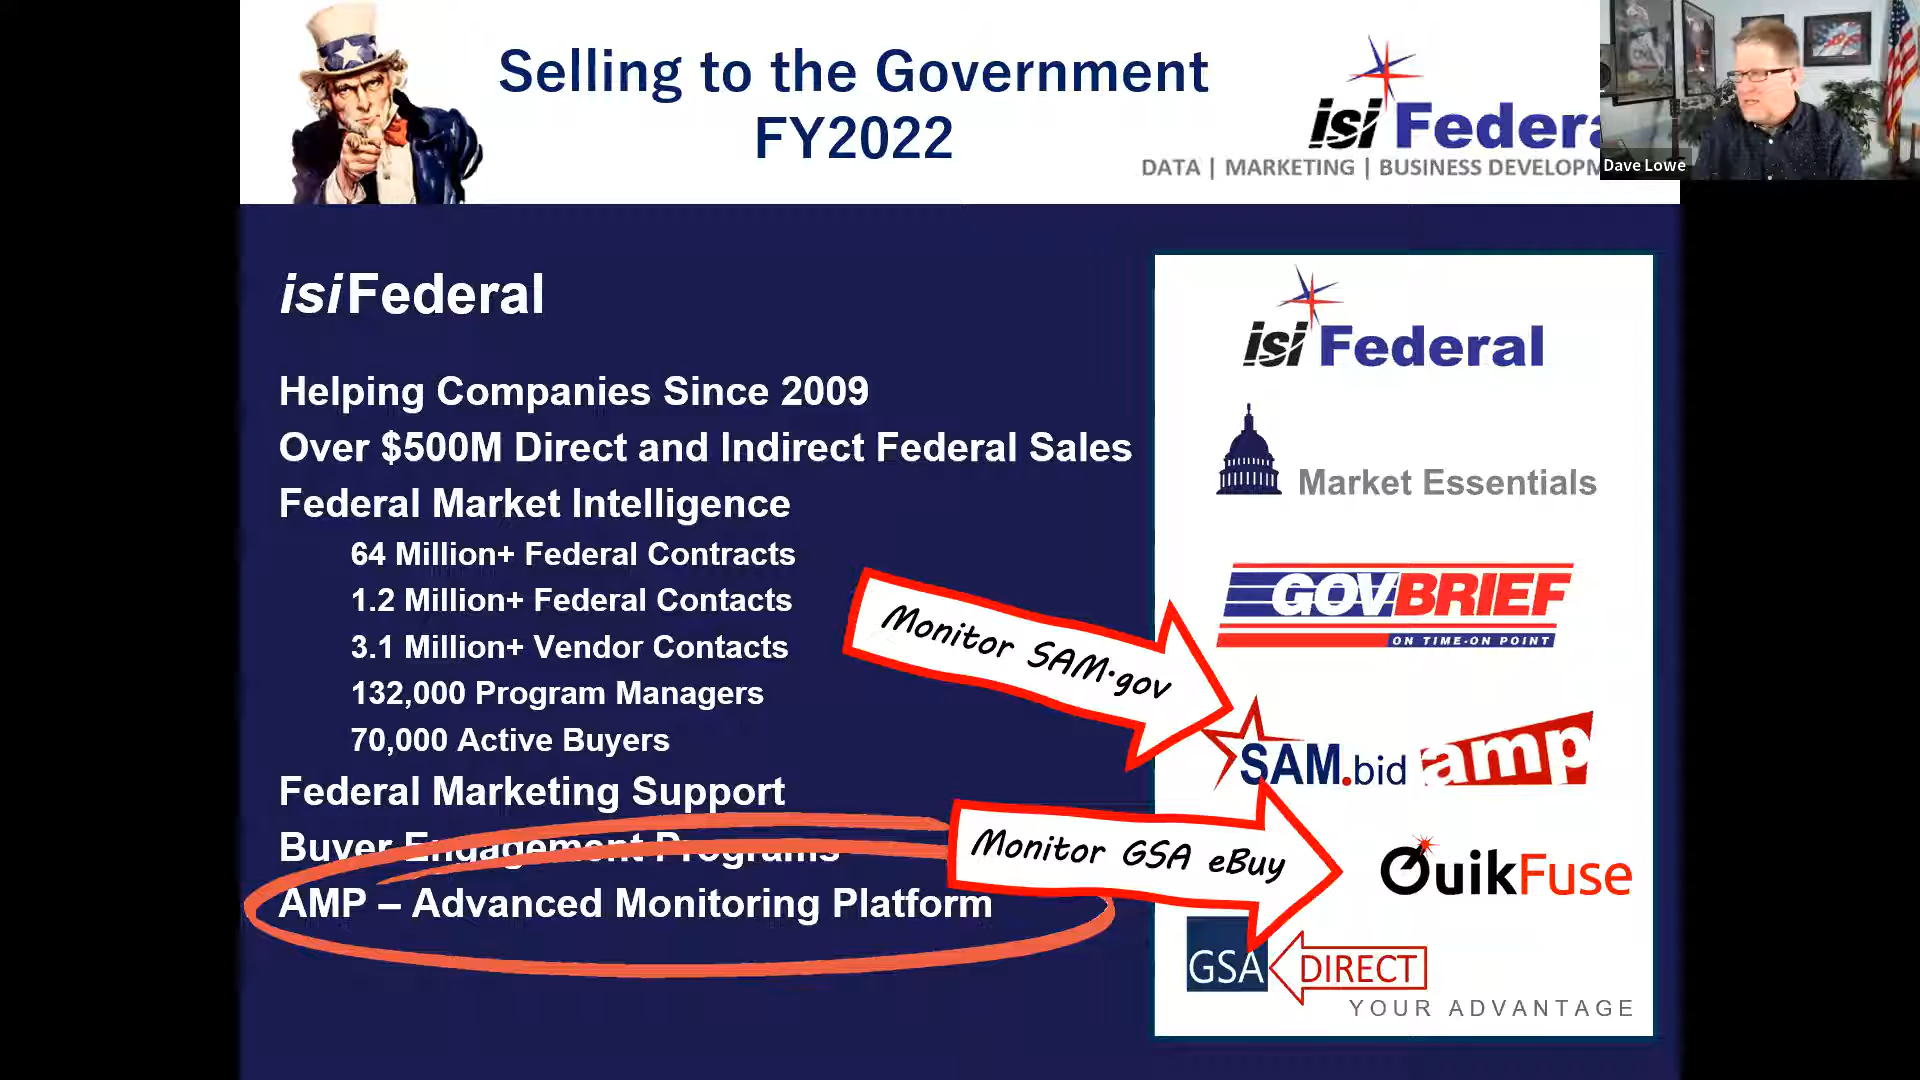 Selling to the Government
FY2022
isi Federa
DATA | MARKETING | BUSINESS DEVELOPM
Dave Lowe
isiFederal
Helping Companies Since 2009
Over $500M Direct and Indirect Federal Sales
Federal Market Intelligence
64 Million+ Federal Contracts
1.2 Million+ Federal Contacts
3.1 Million+ Vendor Contacts
132,000 Program Managers
70,000 Active Buyers
Federal Marketing Support
Buyer Engagement Programs
AMP – Advanced Monitoring Platform
isi Federal
Market Essentials
GOVBRIEF
ON TIME-ON POINT
Monitor SAM.gov
SAM.bid amp
Monitor GSA eBuy
QuikFuse
GSA DIRECT
YOUR ADVANTAGE